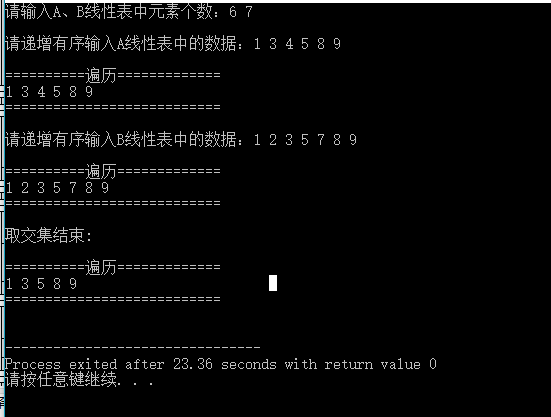 请输入A、B线性表中元素个数：6 7
请递增有序输入A线性表中的数据：1 3 4 5 8 9
==========遍历=============
1 3 4 5 8 9
===========================
请递增有序输入B线性表中的数据：1 2 3 5 7 8 9
==========遍历=============
1 2 3 5 7 8 9
===========================
取交集结束:
==========遍历=============
1 3 5 8 9
===========================
--------------------------------
Process exited after 23.36 seconds with return value 0
请按任意键继续. . .